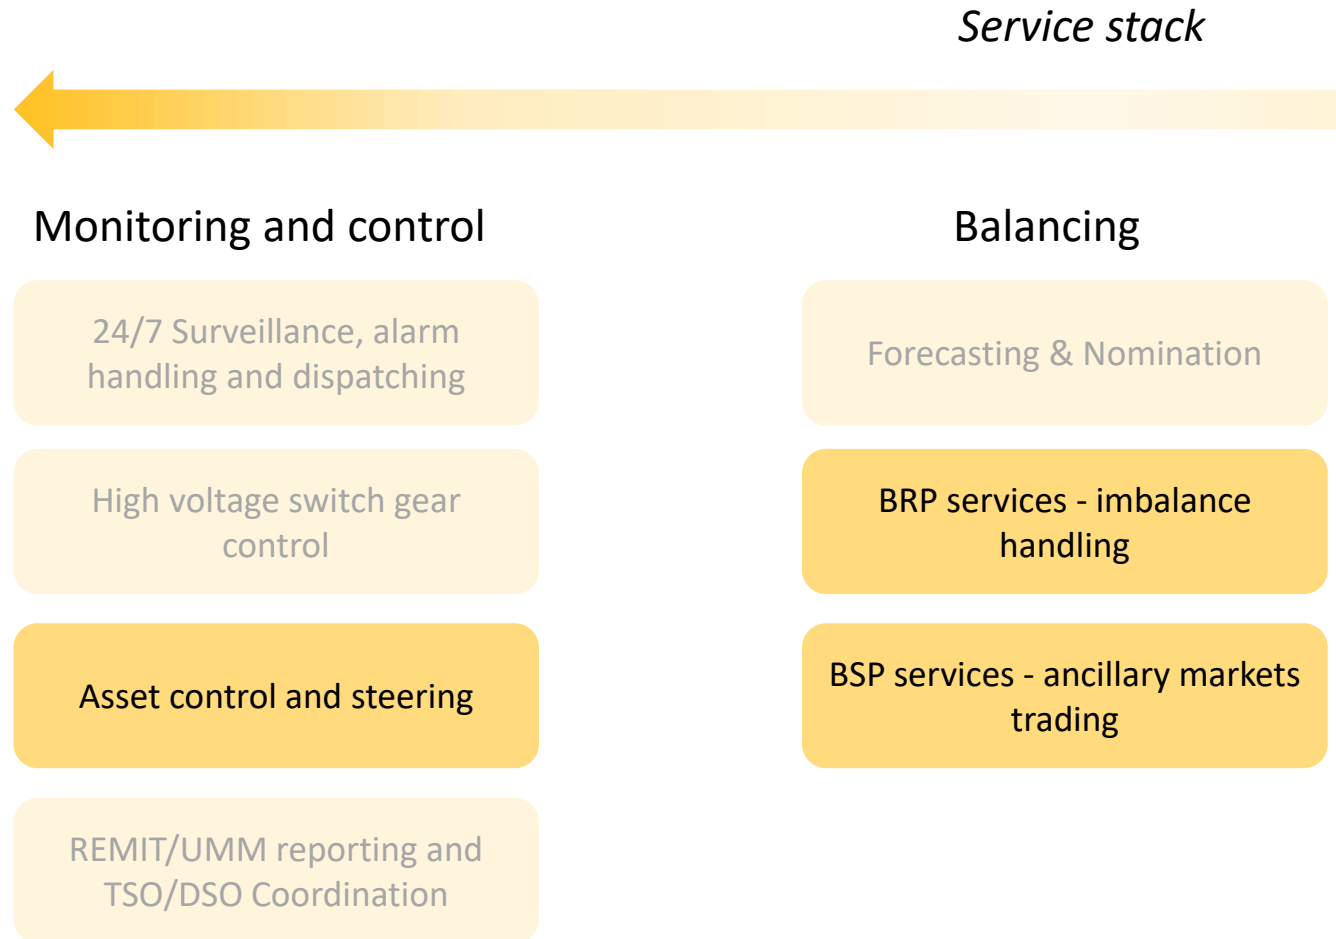 Service stack
Monitoring and control
24/7 Surveillance, alarm
handling and dispatching
High voltage switch gear
control
Asset control and steering
REMIT/UMM reporting and
TSO/DSO Coordination
Balancing
Forecasting & Nomination
BRP services - imbalance
handling
BSP services - ancillary markets
trading